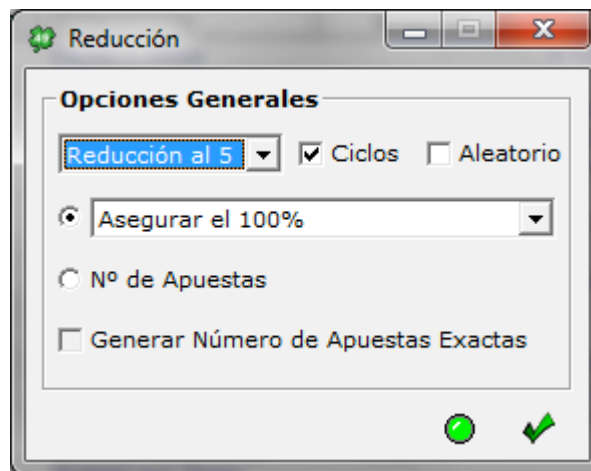 Reducción
Opciones Generales
Reducción al 5 Ciclos Aleatorio
Asegurar el 100%
Nº de Apuestas
Generar Número de Apuestas Exactas